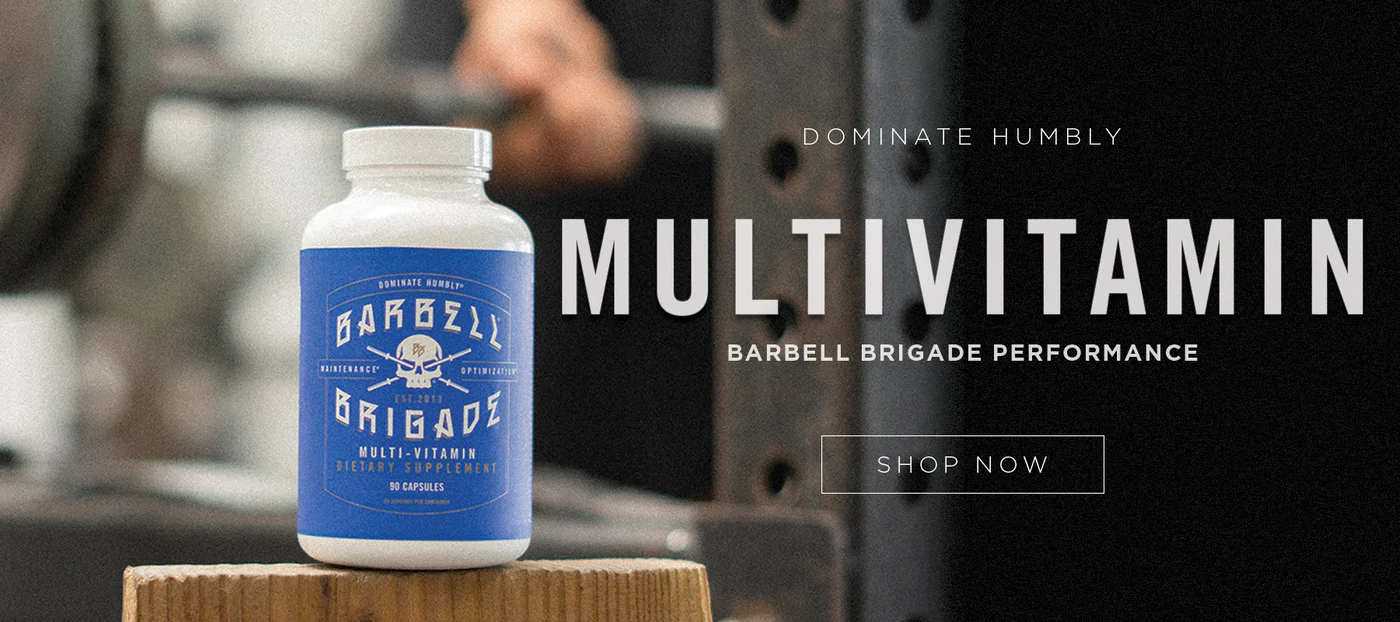 DOMINATE HUMBLY
MULTIVITAMIN
BARBELL BRIGADE PERFORMANCE
SHOP NOW
DOMINATE HUMBLY®
BARBELL
BB
MAINTENANCE OPTIMIZATION
EST.2013
BRIGADE
MULTI-VITAMIN
DIETARY SUPPLEMENT
90 CAPSULES